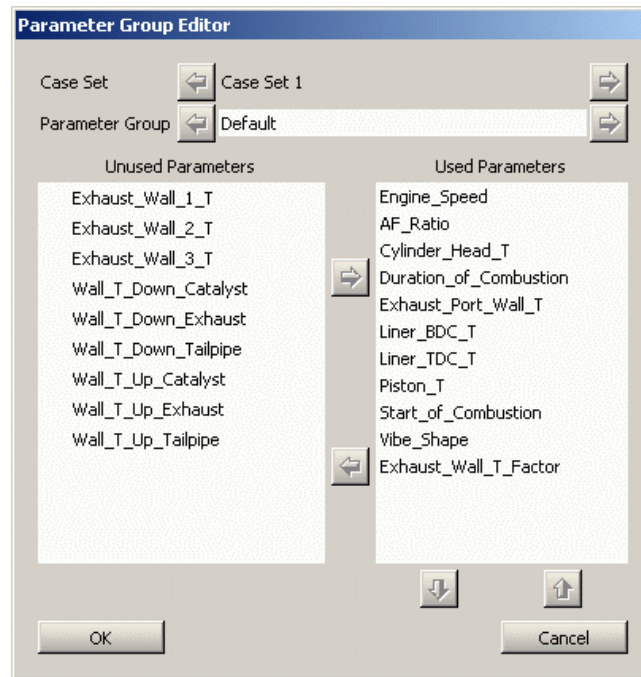 Parameter Group Editor
Case Set Case Set 1
Parameter Group Default
Unused Parameters Used Parameters
Exhaust_Wall_1_T
Exhaust_Wall_2_T
Exhaust_Wall_3_T
Wall_T_Down_Catalyst
Wall_T_Down_Exhaust
Wall_T_Down_Tailpipe
Wall_T_Up_Catalyst
Wall_T_Up_Exhaust
Wall_T_Up_Tailpipe
Engine_Speed
AF_Ratio
Cylinder_Head_T
Duration_of_Combustion
Exhaust_Port_Wall_T
Liner_BDC_T
Liner_TDC_T
Piston_T
Start_of_Combustion
Vibe_Shape
Exhaust_Wall_T_Factor
OK Cancel